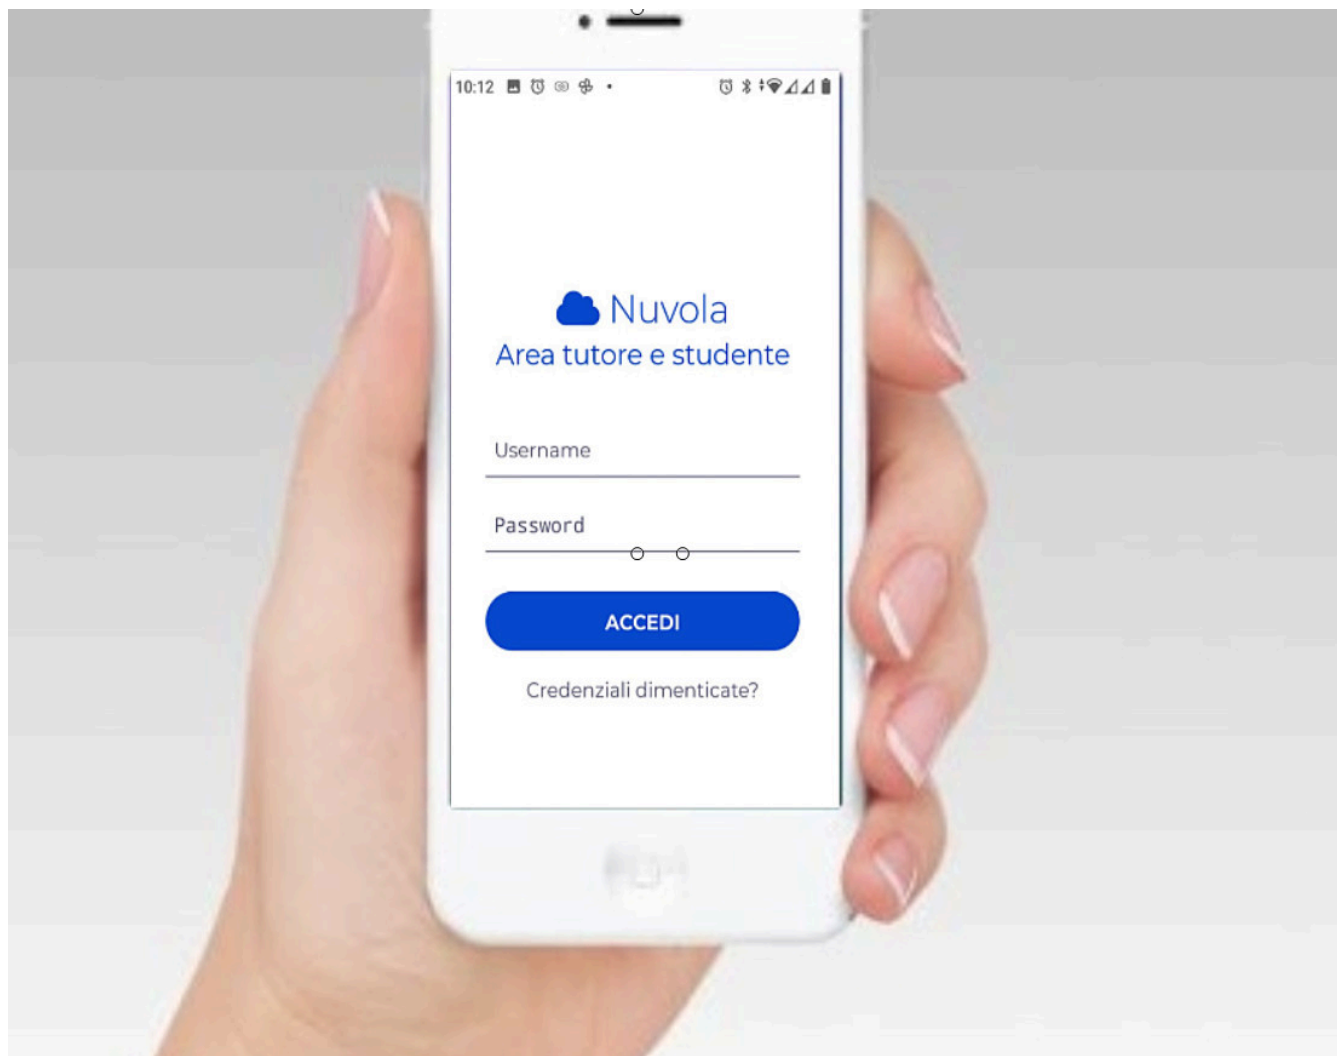 10:12
Nuvola
Area tutore e studente
Username
Password
ACCEDI
Credenziali dimenticate?